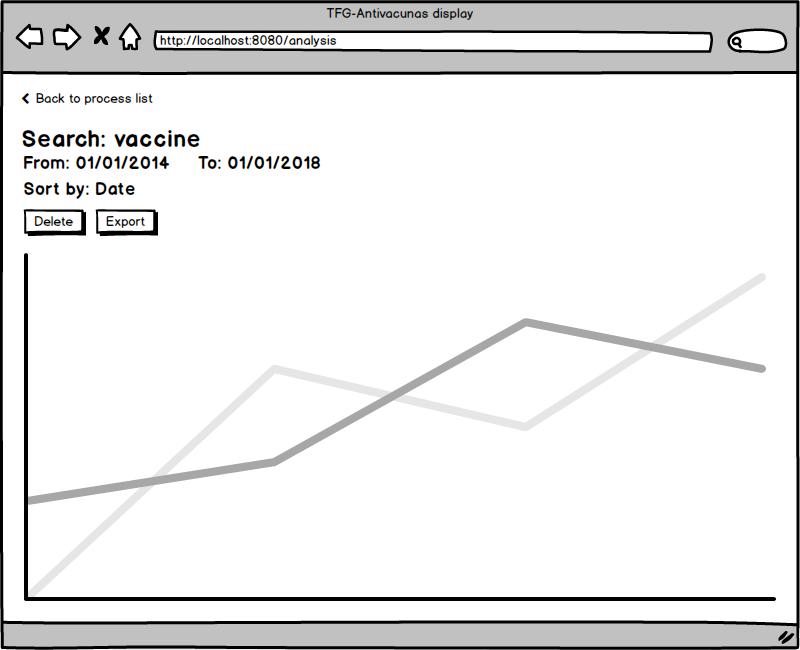 TFG-Antivacunas display
http://localhost:8080/analysis
Back to process list
Search: vaccine
From: 01/01/2014 To: 01/01/2018
Sort by: Date
Delete Export